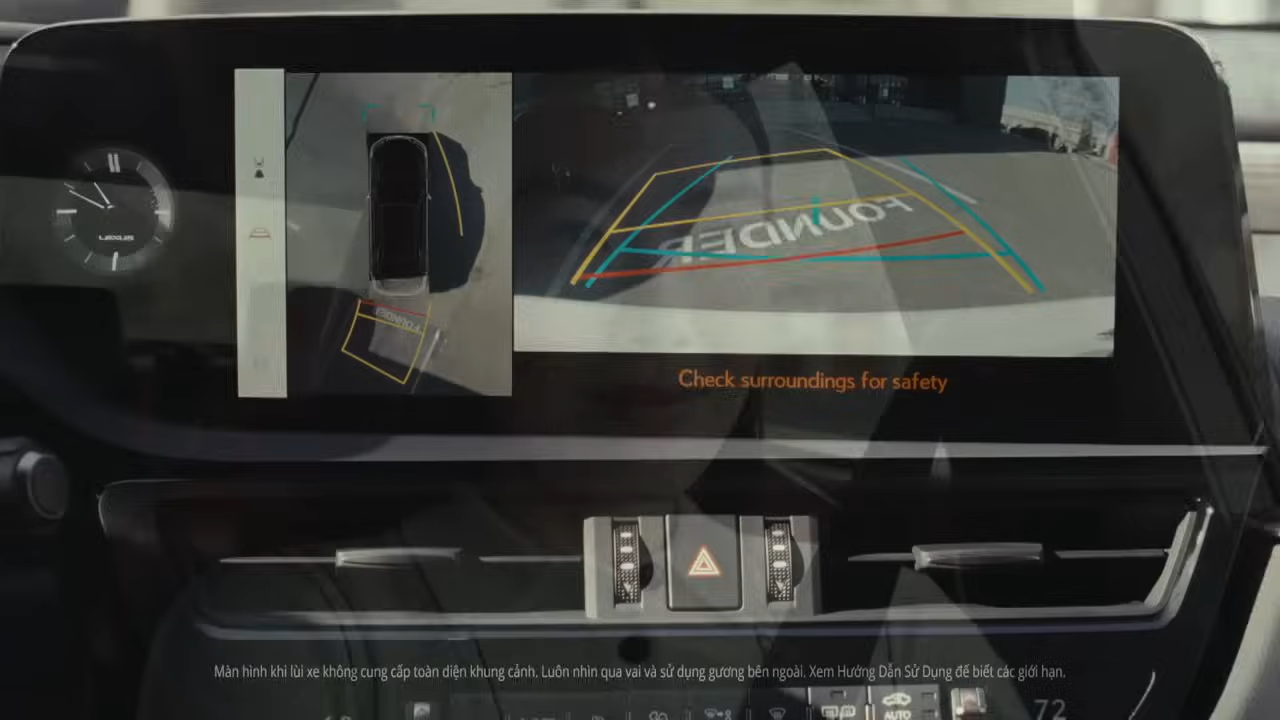 LEXUS
FOUNDER
FOUNDER
Check surroundings for safety
Màn hình khi lùi xe không cung cấp toàn diện khung cảnh. Luôn nhìn qua vai và sử dụng gương bên ngoài. Xem Hướng Dẫn Sử Dụng để biết các giới hạn.
AUTO
72